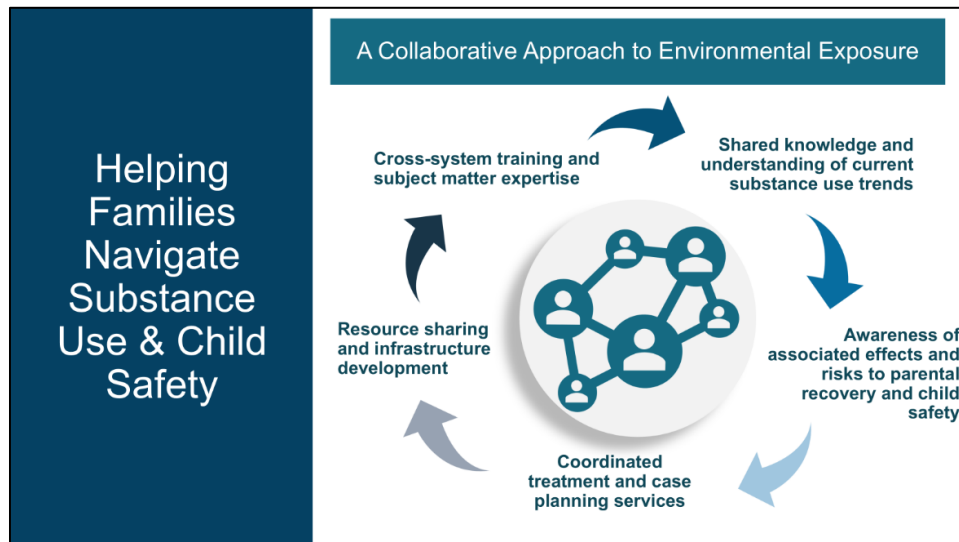 Helping
Families
Navigate
Substance
Use & Child
Safety
A Collaborative Approach to Environmental Exposure
Cross-system training and
subject matter expertise
Shared knowledge and
understanding of current
substance use trends
Awareness of
associated effects and
risks to parental
recovery and child
safety
Coordinated
treatment and case
planning services
Resource sharing
and infrastructure
development